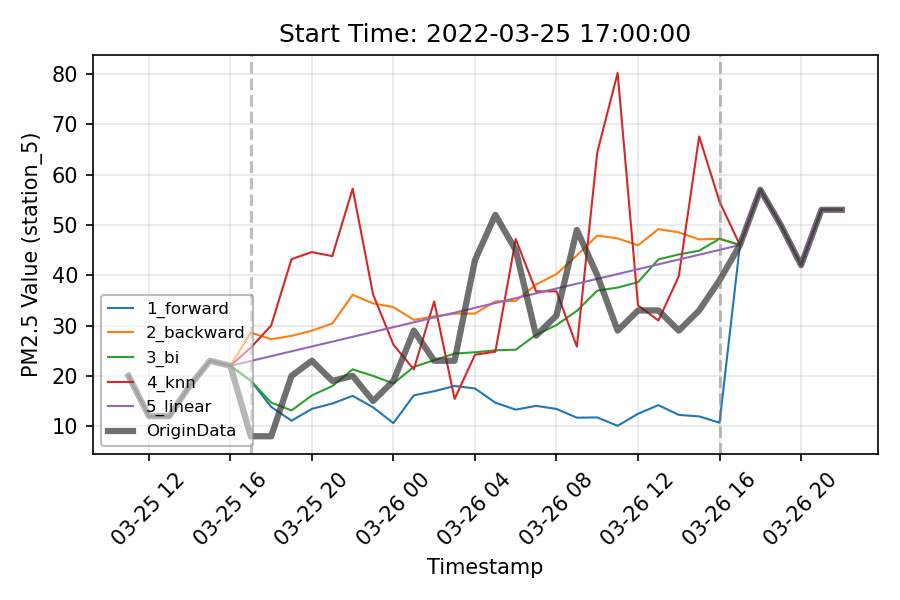 Start Time: 2022-03-25 17:00:00
PM2.5 Value (station_5)
80
70
60
50
40
30
20
10
1_forward
2_backward
3_bi
4_knn
5_linear
OriginData
03-25 12
03-25 16
03-25 20
03-26 00
03-26 04
03-26 08
03-26 12
03-26 16
03-26 20
Timestamp